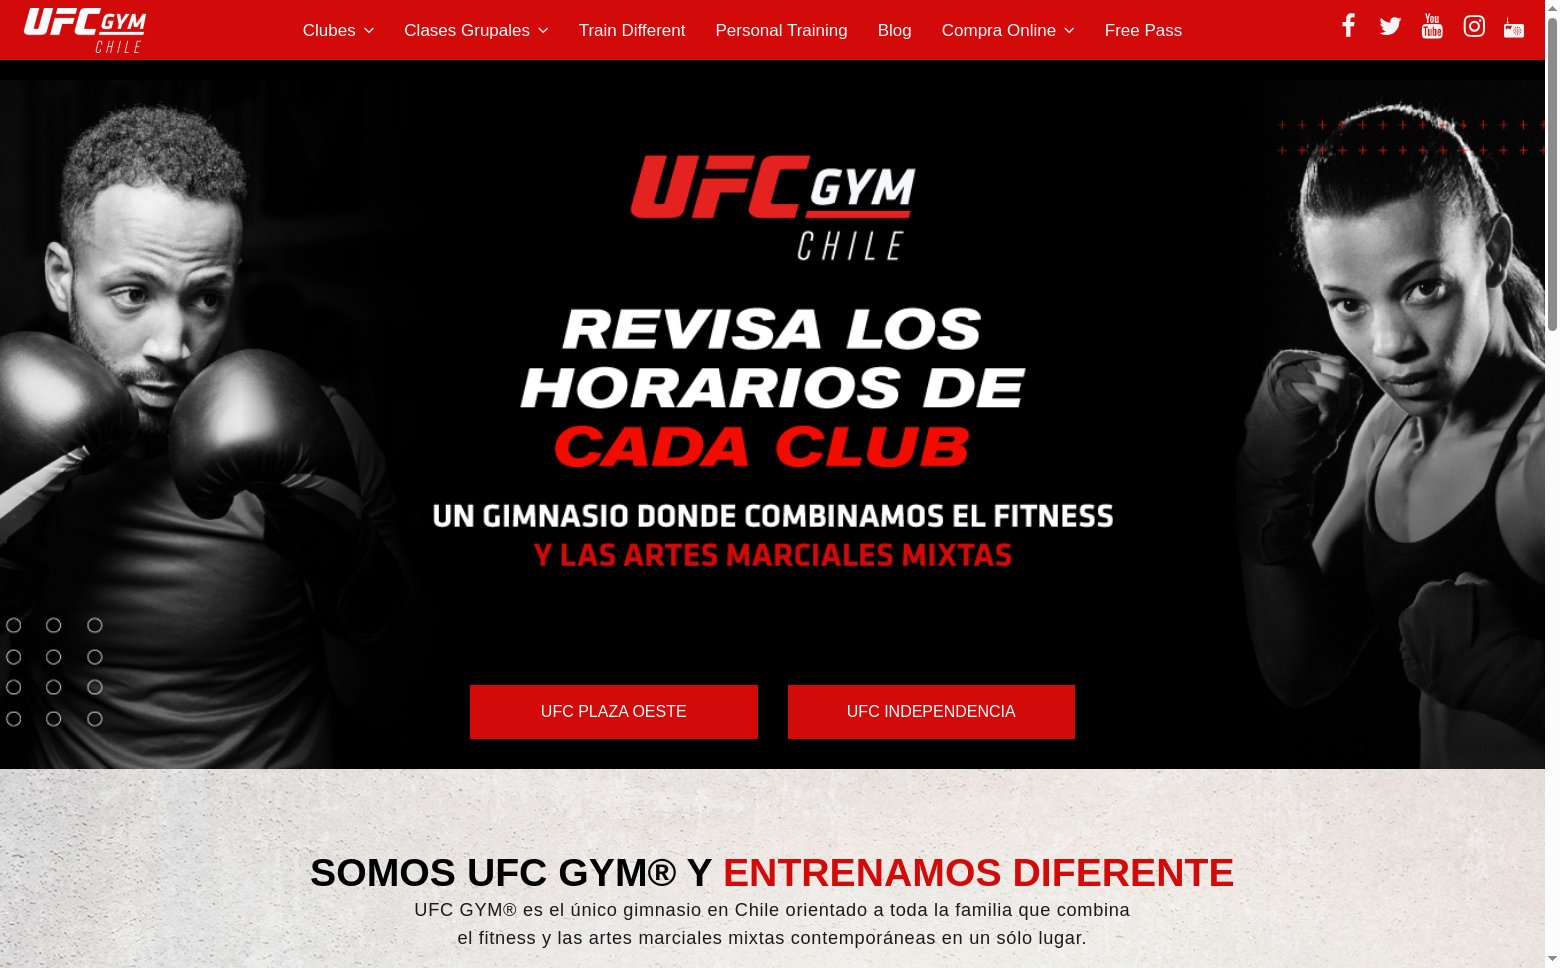 UFC GYM
CHILE
Clubes
Clases Grupales
Train Different
Personal Training
Blog
Compra Online
Free Pass
You
Tube
UFC GYM
CHILE
REVISA LOS
HORARIOS DE
CADA CLUB
UN GIMNASIO DONDE COMBINAMOS EL FITNESS
Y LAS ARTES MARCIALES MIXTAS
UFC PLAZA OESTE
UFC INDEPENDENCIA
SOMOS UFC GYM® Y ENTRENAMOS DIFERENTE
UFC GYM® es el único gimnasio en Chile orientado a toda la familia que combina
el fitness y las artes marciales mixtas contemporáneas en un sólo lugar.